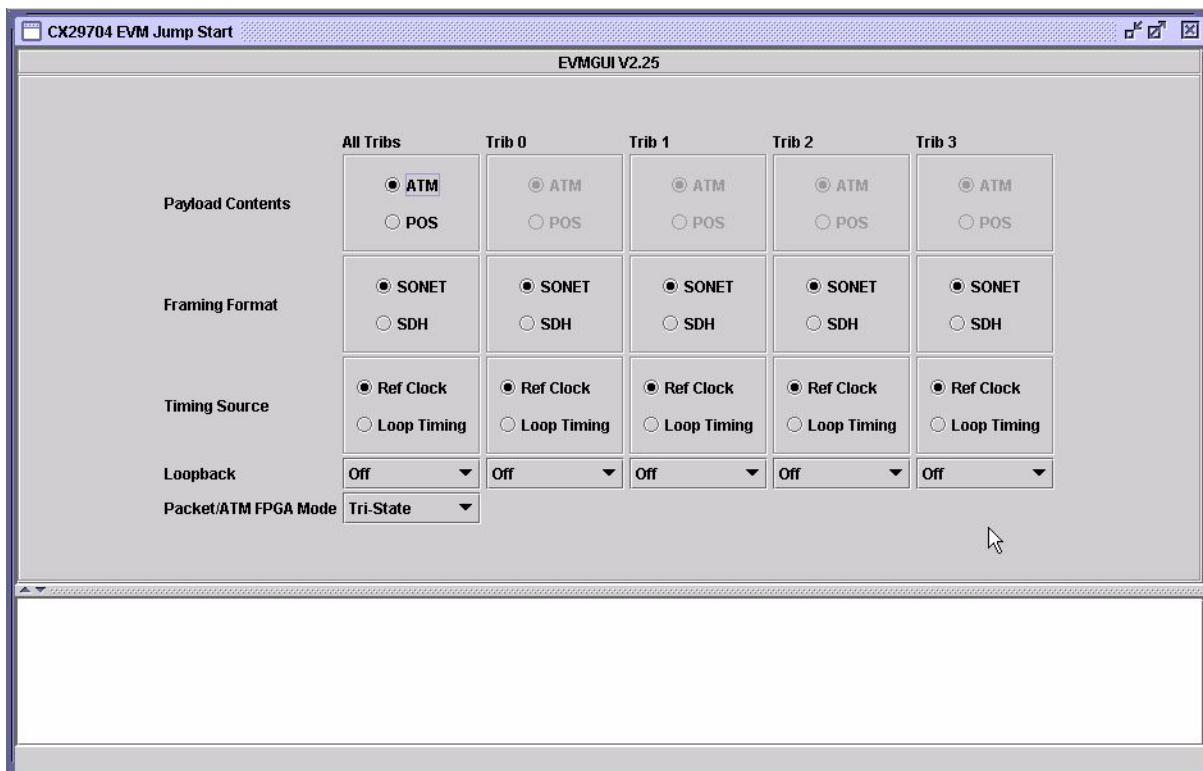 CX29704 EVM Jump Start
EVMGUI V2.25
All Tribs Trib 0 Trib 1 Trib 2 Trib 3
Payload Contents
ATM ATM ATM ATM ATM
POS POS POS POS POS
Framing Format
SONET SONET SONET SONET SONET
SDH SDH SDH SDH SDH
Timing Source
Ref Clock Ref Clock Ref Clock Ref Clock Ref Clock
Loop Timing Loop Timing Loop Timing Loop Timing Loop Timing
Loopback Off Off Off Off Off
Packet/ATM FPGA Mode Tri-State